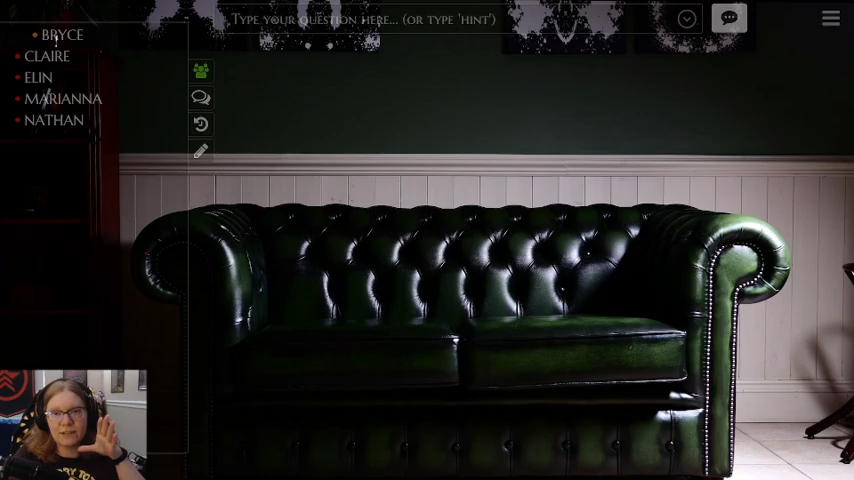 Type your question here... (or type 'hint')
BRYCE
CLAIRE
ELIN
MARIANNA
NATHAN